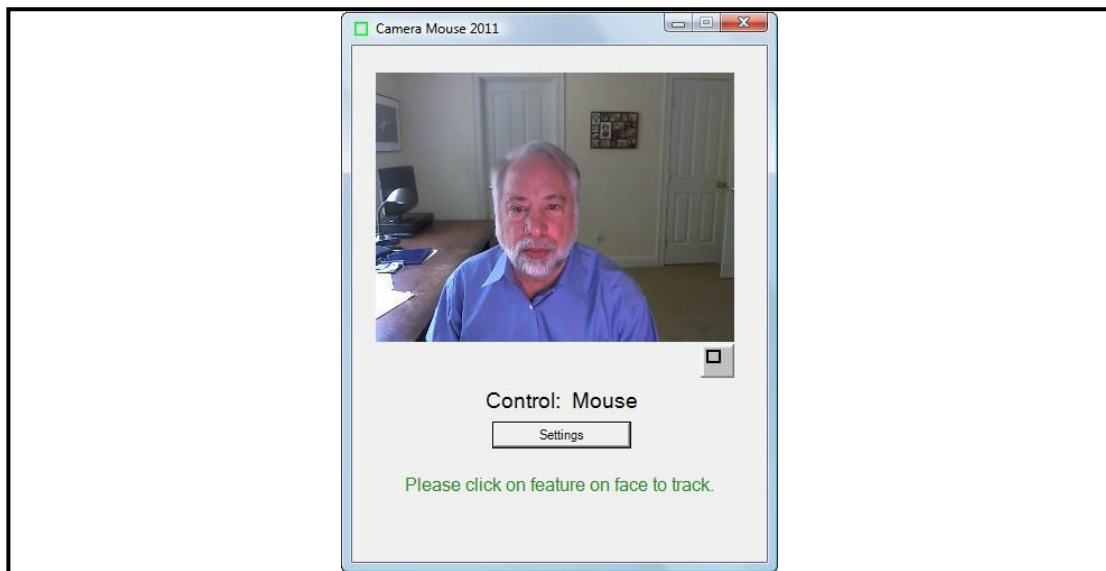 Camera Mouse 2011
Control: Mouse
Settings
Please click on feature on face to track.